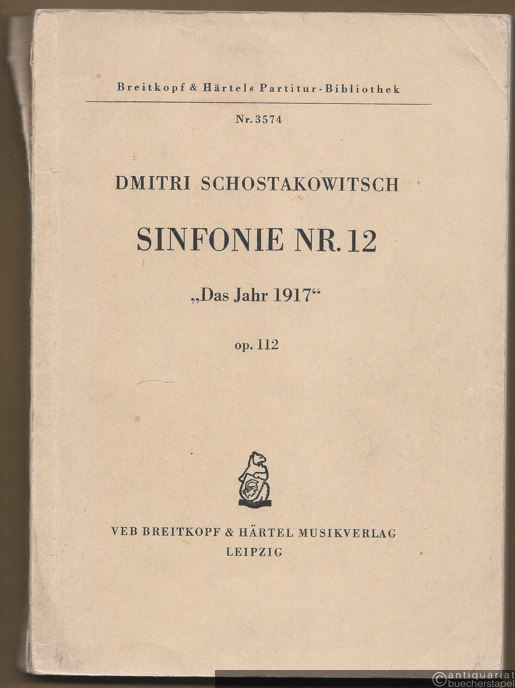 Breitkopf & Härtels Partitur-Bibliothek
Nr. 3574
DMITRI SCHOSTAKOWITSCH
SINFONIE NR. 12
„Das Jahr 1917“
op. 112
VEB BREITKOPF & HÄRTEL MUSIKVERLAG
LEIPZIG
©antiquariat
buecherstapel